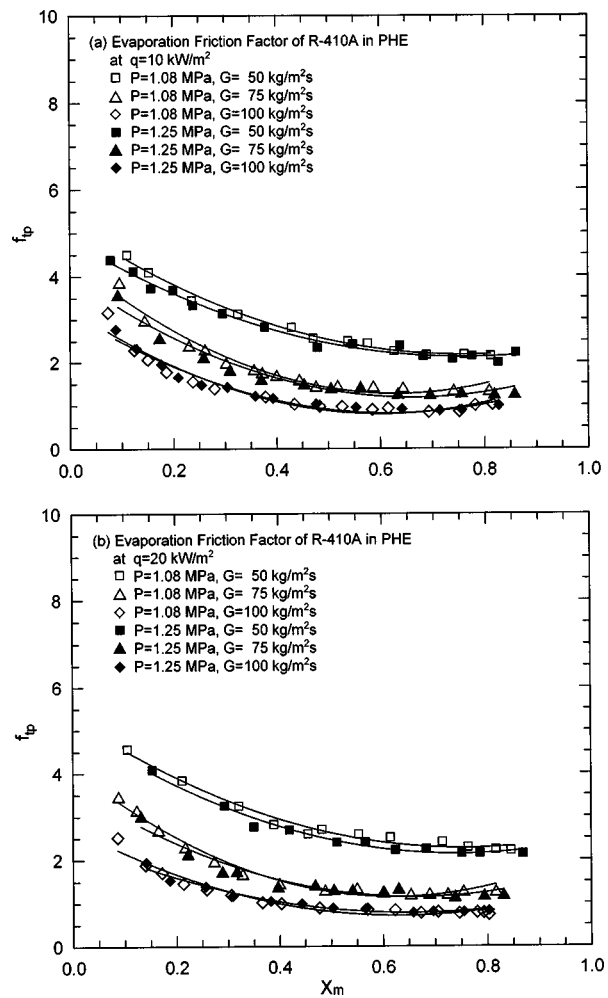 (a) Evaporation Friction Factor of R-410A in PHE
at q=10 kW/m²
P=1.08 MPa, G= 50 kg/m²s
P=1.08 MPa, G= 75 kg/m²s
P=1.08 MPa, G=100 kg/m²s
P=1.25 MPa, G= 50 kg/m²s
P=1.25 MPa, G= 75 kg/m²s
P=1.25 MPa, G=100 kg/m²s
10
8
6
4
2
0
f_tp
0.0 0.2 0.4 0.6 0.8 1.0
(b) Evaporation Friction Factor of R-410A in PHE
at q=20 kW/m²
P=1.08 MPa, G= 50 kg/m²s
P=1.08 MPa, G= 75 kg/m²s
P=1.08 MPa, G=100 kg/m²s
P=1.25 MPa, G= 50 kg/m²s
P=1.25 MPa, G= 75 kg/m²s
P=1.25 MPa, G=100 kg/m²s
10
8
6
4
2
0
f_tp
0.0 0.2 0.4 0.6 0.8 1.0
X_m